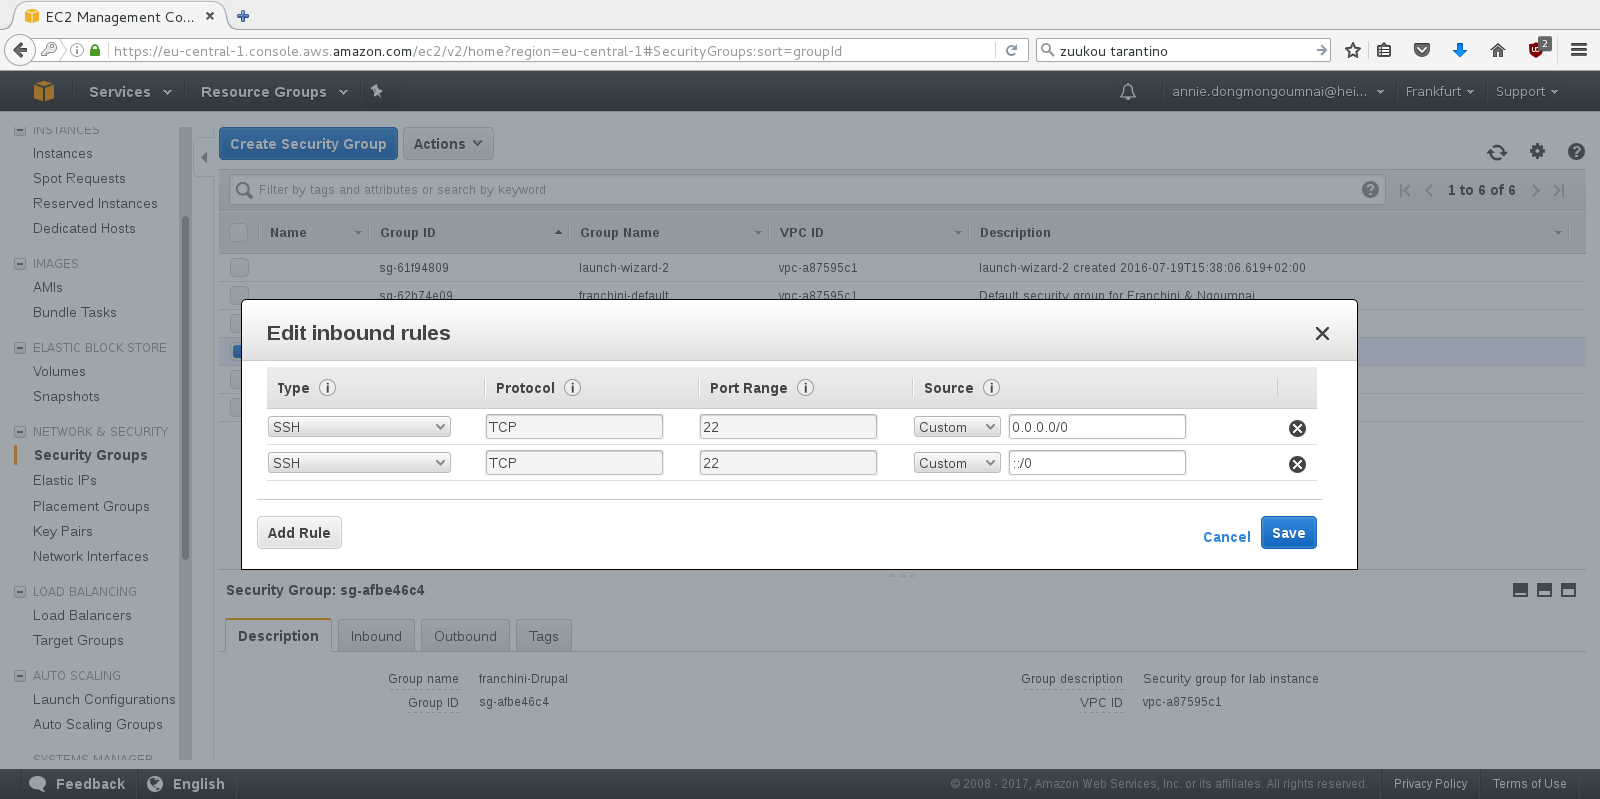 EC2 Management Co...
https://eu-central-1.console.aws.amazon.com/ec2/v2/home?region=eu-central-1#SecurityGroups:sort=groupId
zuukou tarantino
2
Services
Resource Groups
annie.dongmongoumnai@hei...
Frankfurt
Support
INSTANCES
Instances
Spot Requests
Reserved Instances
Dedicated Hosts
IMAGES
AMIs
Bundle Tasks
ELASTIC BLOCK STORE
Volumes
Snapshots
NETWORK & SECURITY
Security Groups
Elastic IPs
Placement Groups
Key Pairs
Network Interfaces
LOAD BALANCING
Load Balancers
Target Groups
AUTO SCALING
Launch Configurations
Auto Scaling Groups
SYSTEMS MANAGER
Create Security Group
Actions
Filter by tags and attributes or search by keyword
1 to 6 of 6
Name Group ID Group Name VPC ID Description
sg-61f94809 launch-wizard-2 vpc-a87595c1 launch-wizard-2 created 2016-07-19T15:38:06.619+02:00
sg-62b74e09 franchini-default vpc-a87595c1 Default security group for Franchini & Ngoumnai
Edit inbound rules
Type Protocol Port Range Source
SSH TCP 22 Custom 0.0.0.0/0
SSH TCP 22 Custom ::/0
Add Rule
Cancel
Save
Security Group: sg-afbe46c4
Description Inbound Outbound Tags
Group name franchini-Drupal Group description Security group for lab instance
Group ID sg-afbe46c4 VPC ID vpc-a87595c1
Feedback
English
© 2008 - 2017, Amazon Web Services, Inc. or its affiliates. All rights reserved.
Privacy Policy
Terms of Use